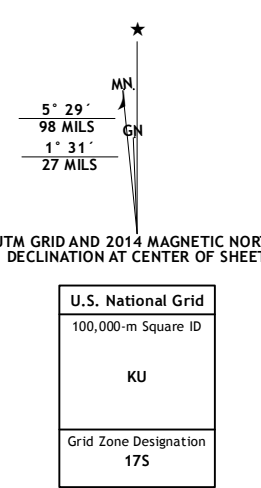 ★
MN.
5° 29´
98 MILS
GN
1° 31´
27 MILS
UTM GRID AND 2014 MAGNETIC NORT
DECLINATION AT CENTER OF SHEET
U.S. National Grid
100,000-m Square ID
KU
Grid Zone Designation
17S